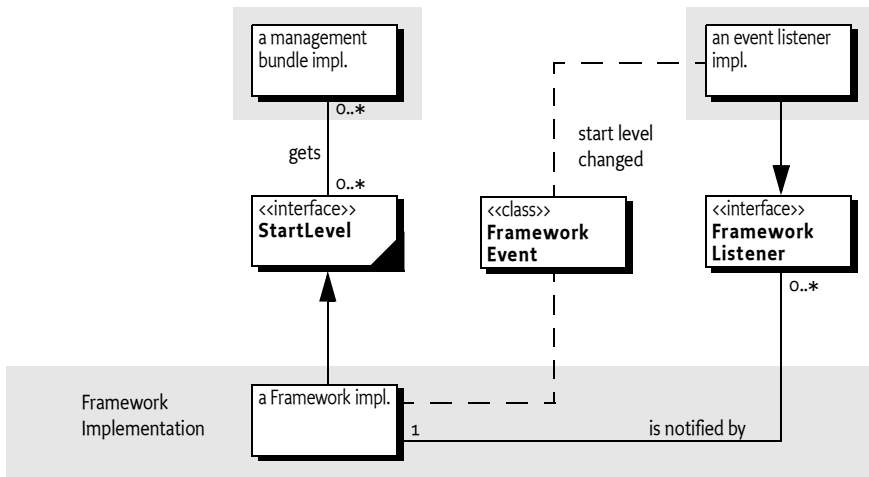 a management
bundle impl.
an event listener
impl.
0..*
start level
changed
gets
0..*
<<interface>>
StartLevel
<<class>>
Framework
Event
<<interface>>
Framework
Listener
0..*
Framework
Implementation
a Framework impl.
1
is notified by